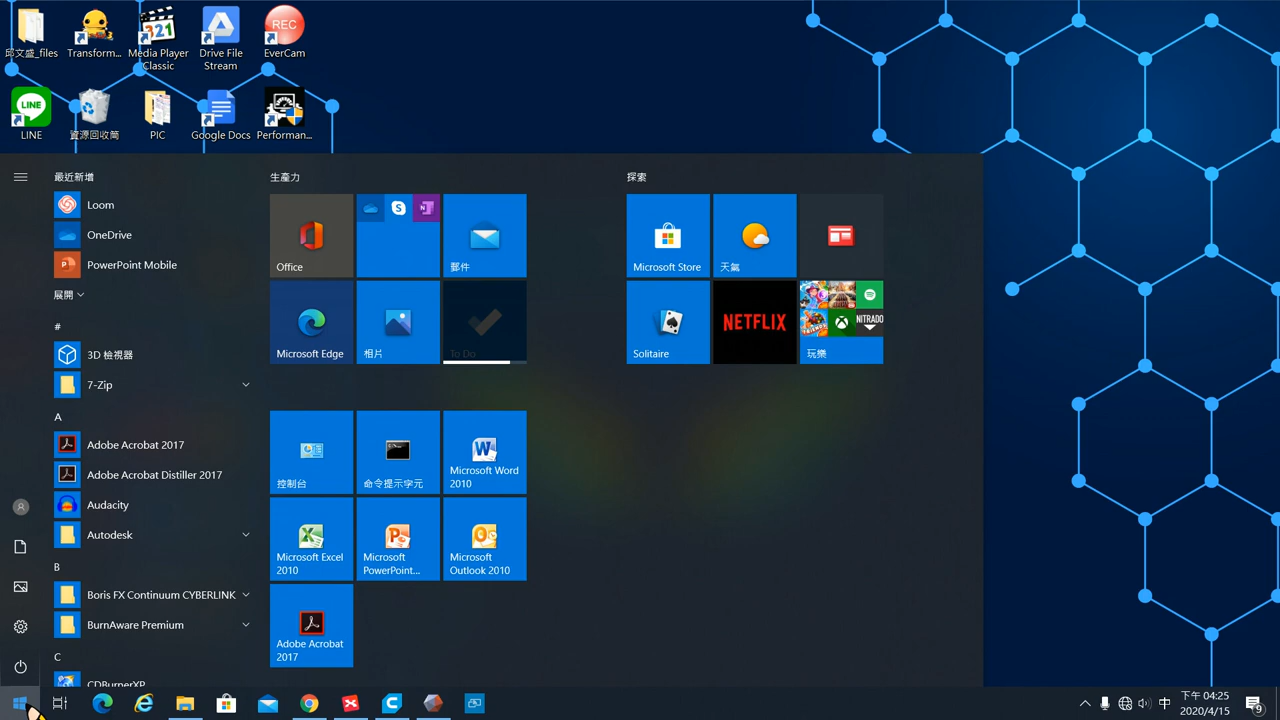 邱文盛_files
Transform...
Media Player
Classic
Drive File
Stream
REC
EverCam
321
LINE
LINE
資源回收筒
PIC
Google Docs
Performan...
最近新增
Loom
OneDrive
PowerPoint Mobile
展開
#
3D 檢視器
7-Zip
A
Adobe Acrobat 2017
Adobe Acrobat Distiller 2017
Audacity
Autodesk
B
Boris FX Continuum CYBERLINK
BurnAware Premium
C
CDBurnerXP
生產力
Office
郵件
Microsoft Edge
相片
To Do
控制台
命令提示字元
Microsoft Word
2010
Microsoft Excel
2010
Microsoft
PowerPoint...
Microsoft
Outlook 2010
Adobe Acrobat
2017
探索
Microsoft Store
天氣
Solitaire
NETFLIX
NITRADO
玩樂
中
下午 04:25
2020/4/15
9